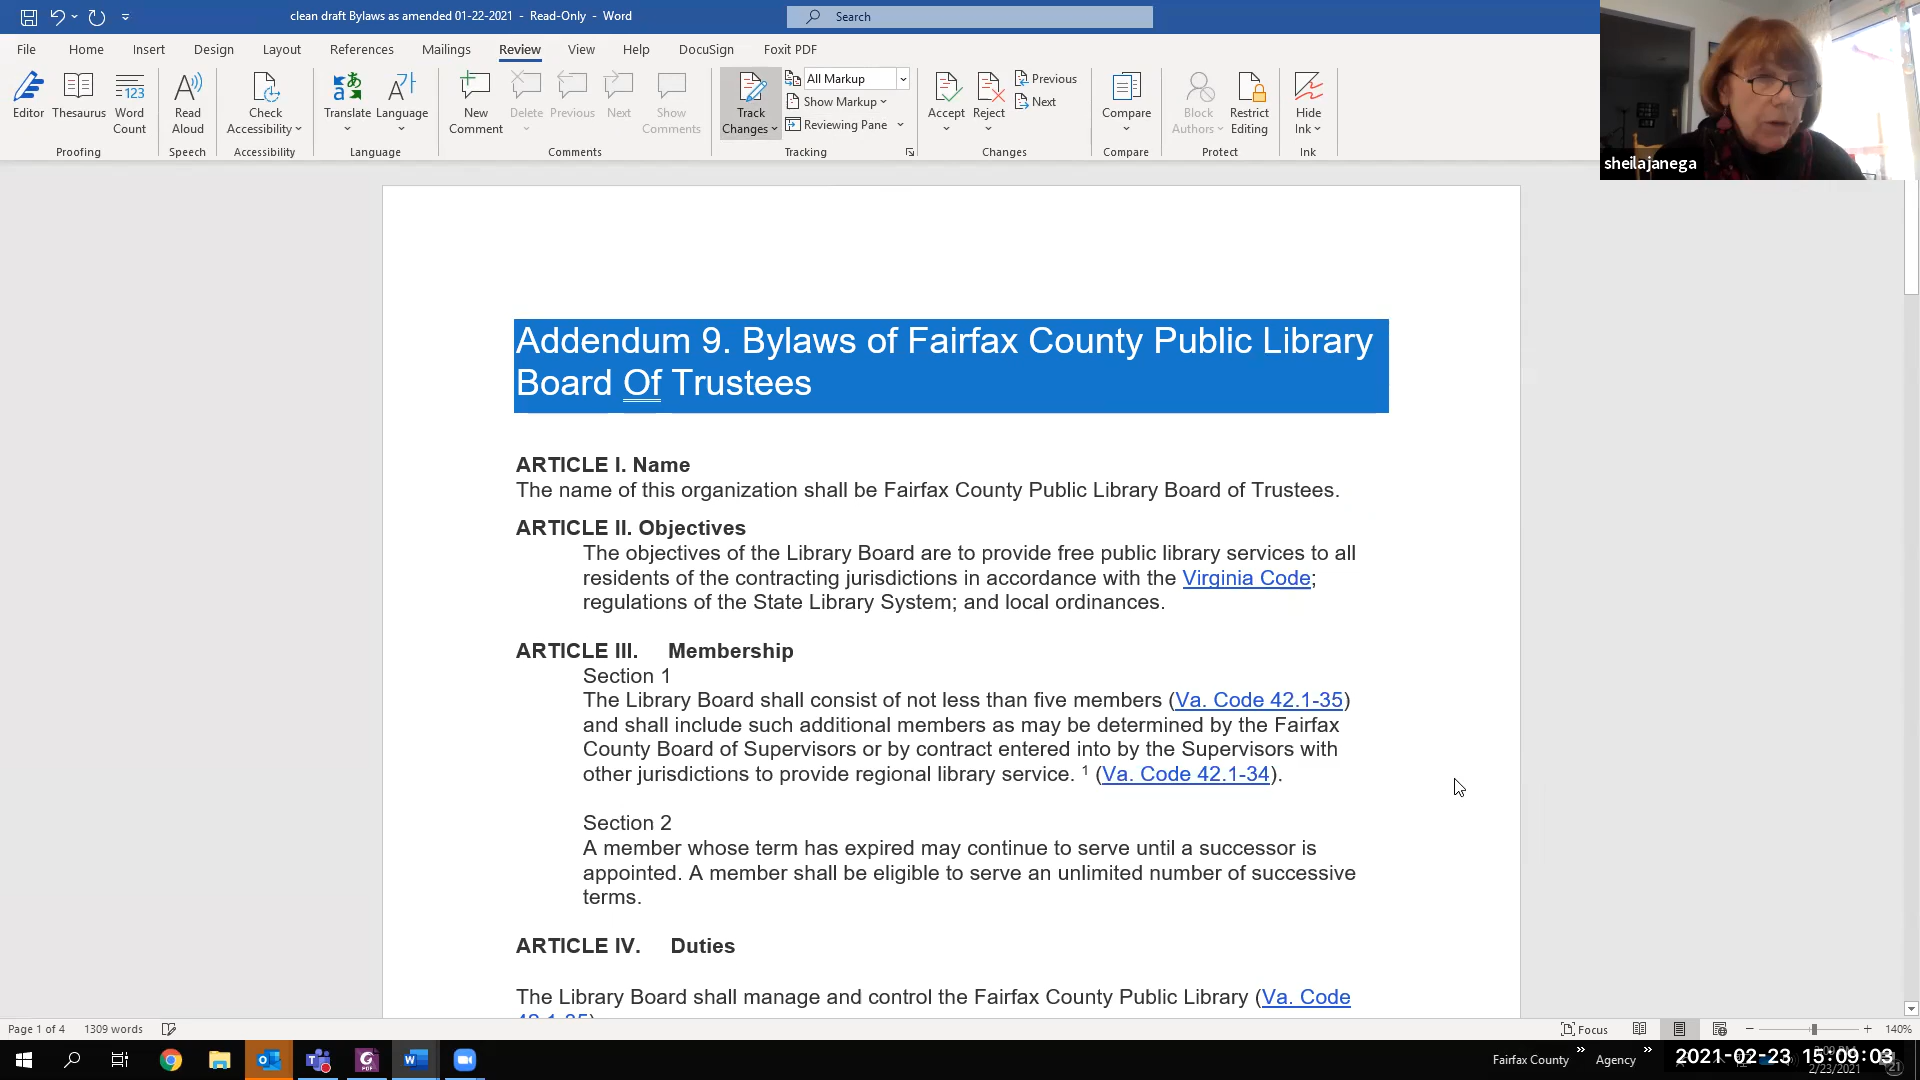 clean draft Bylaws as amended 01-22-2021 - Read-Only - Word
Search
File Home Insert Design Layout References Mailings Review View Help DocuSign Foxit PDF
Editor
Thesaurus
Word Count
Proofing
Read Aloud
Speech
Check Accessibility
Accessibility
Translate
Language
Language
New Comment
Delete
Previous
Next
Show Comments
Comments
Track Changes
All Markup
Show Markup
Reviewing Pane
Tracking
Accept
Reject
Previous
Next
Changes
Compare
Compare
Block Authors
Restrict Editing
Protect
Hide Ink
Ink
sheila janega
Addendum 9. Bylaws of Fairfax County Public Library
Board Of Trustees
ARTICLE I. Name
The name of this organization shall be Fairfax County Public Library Board of Trustees.
ARTICLE II. Objectives
The objectives of the Library Board are to provide free public library services to all
residents of the contracting jurisdictions in accordance with the Virginia Code;
regulations of the State Library System; and local ordinances.
ARTICLE III. Membership
Section 1
The Library Board shall consist of not less than five members (Va. Code 42.1-35)
and shall include such additional members as may be determined by the Fairfax
County Board of Supervisors or by contract entered into by the Supervisors with
other jurisdictions to provide regional library service. ¹ (Va. Code 42.1-34).
Section 2
A member whose term has expired may continue to serve until a successor is
appointed. A member shall be eligible to serve an unlimited number of successive
terms.
ARTICLE IV. Duties
The Library Board shall manage and control the Fairfax County Public Library (Va. Code
42.1-35)
Page 1 of 4 1309 words
Focus
140%
Fairfax County
Agency
2021-02-23 15:09:03
2/23/2021
21